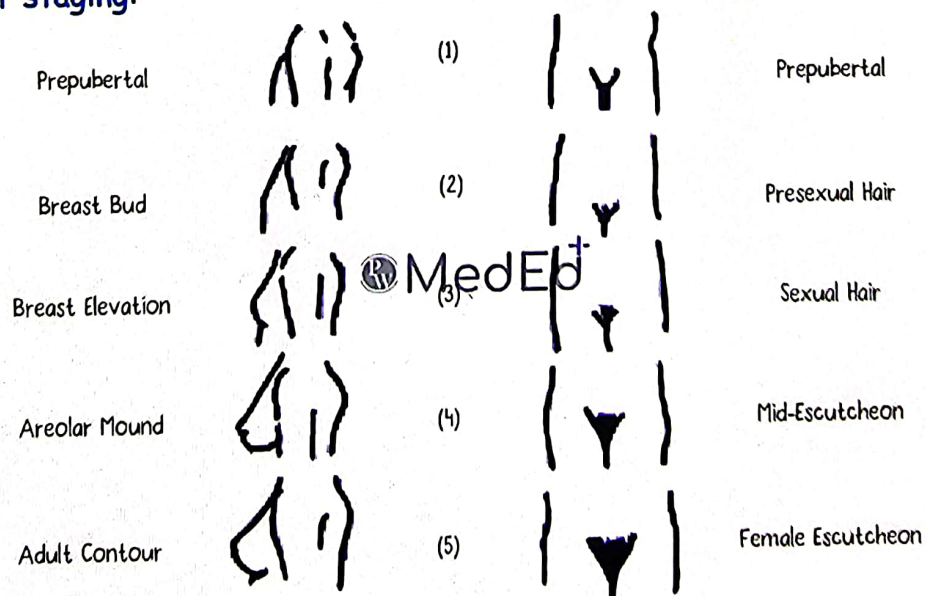 staging:
Prepubertal (1) Prepubertal
Breast Bud (2) Presexual Hair
PW MedEd+
Breast Elevation (3) Sexual Hair
Areolar Mound (4) Mid-Escutcheon
Adult Contour (5) Female Escutcheon